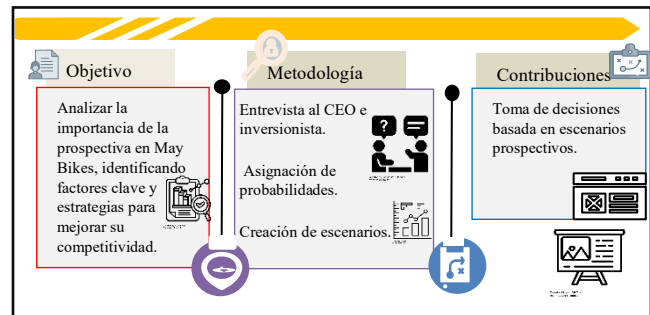 Objetivo
Analizar la
importancia de la
prospectiva en May
Bikes, identificando
factores clave y
estrategias para
mejorar su
competitividad.
Metodología
Entrevista al CEO e
inversionista.
Asignación de
probabilidades.
Creación de escenarios.
Contribuciones
Toma de decisiones
basada en escenarios
prospectivos.